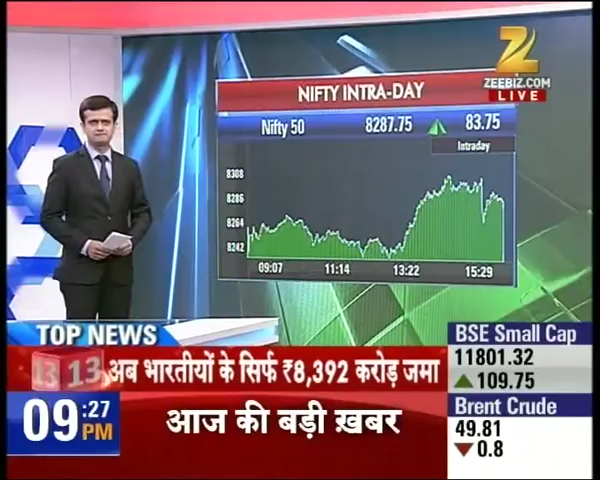 ZEEBIZ.COM
LIVE
NIFTY INTRA-DAY
Nifty 50 8287.75 83.75
Intraday
8308
8286
8264
8242
09:07 11:14 13:22 15:29
TOP NEWS
13 13 अब भारतीयों के सिर्फ ₹8,392 करोड़ जमा
09:27 PM
आज की बड़ी ख़बर
BSE Small Cap
11801.32
109.75
Brent Crude
49.81
0.8